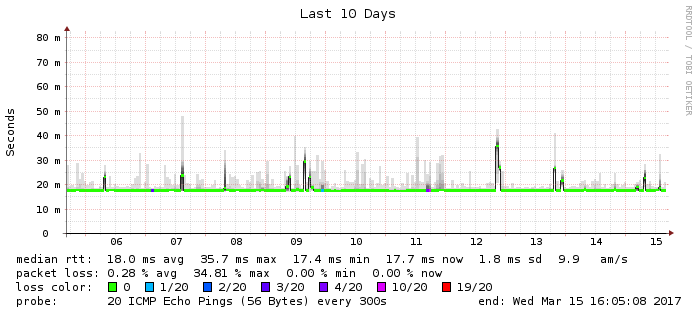 Last 10 Days
RRDTOOL / TOBI OETIKER
Seconds
80 m
70 m
60 m
50 m
40 m
30 m
20 m
10 m
0
06 07 08 09 10 11 12 13 14 15
median rtt: 18.0 ms avg 35.7 ms max 17.4 ms min 17.7 ms now 1.8 ms sd 9.9 am/s
packet loss: 0.28 % avg 34.81 % max 0.00 % min 0.00 % now
loss color: 0 1/20 2/20 3/20 4/20 10/20 19/20
probe: 20 ICMP Echo Pings (56 Bytes) every 300s end: Wed Mar 15 16:05:08 2017